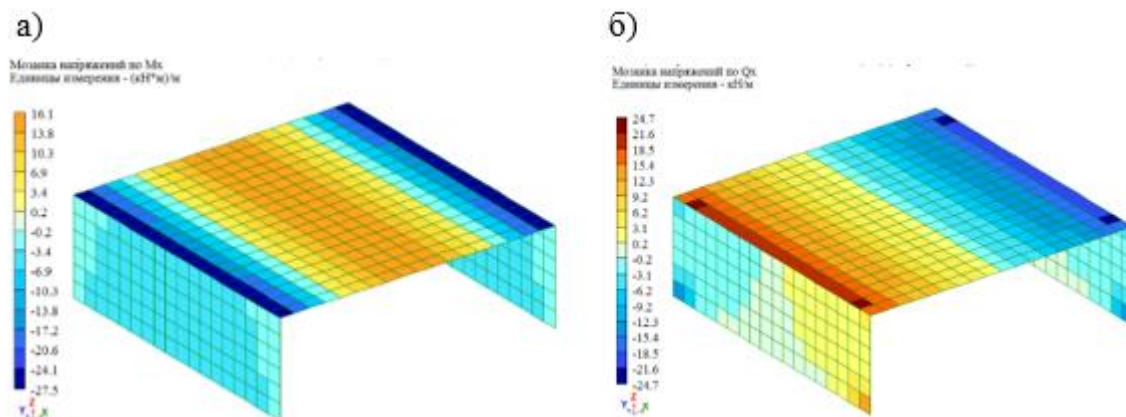 а)
Мозаика напряжений по Mx
Единицы измерения - (кН*м)/м
16.1
13.8
10.3
6.9
3.4
0.2
-0.2
-3.4
-6.9
-10.3
-13.8
-17.2
-20.6
-24.1
-27.5
Z
Y
X
б)
Мозаика напряжений по Qx
Единицы измерения - кН/м
24.7
21.6
18.5
15.4
12.3
9.2
6.2
3.1
0.2
-0.2
-3.1
-6.2
-9.2
-12.3
-15.4
-18.5
-21.6
-24.7
Z
Y
X